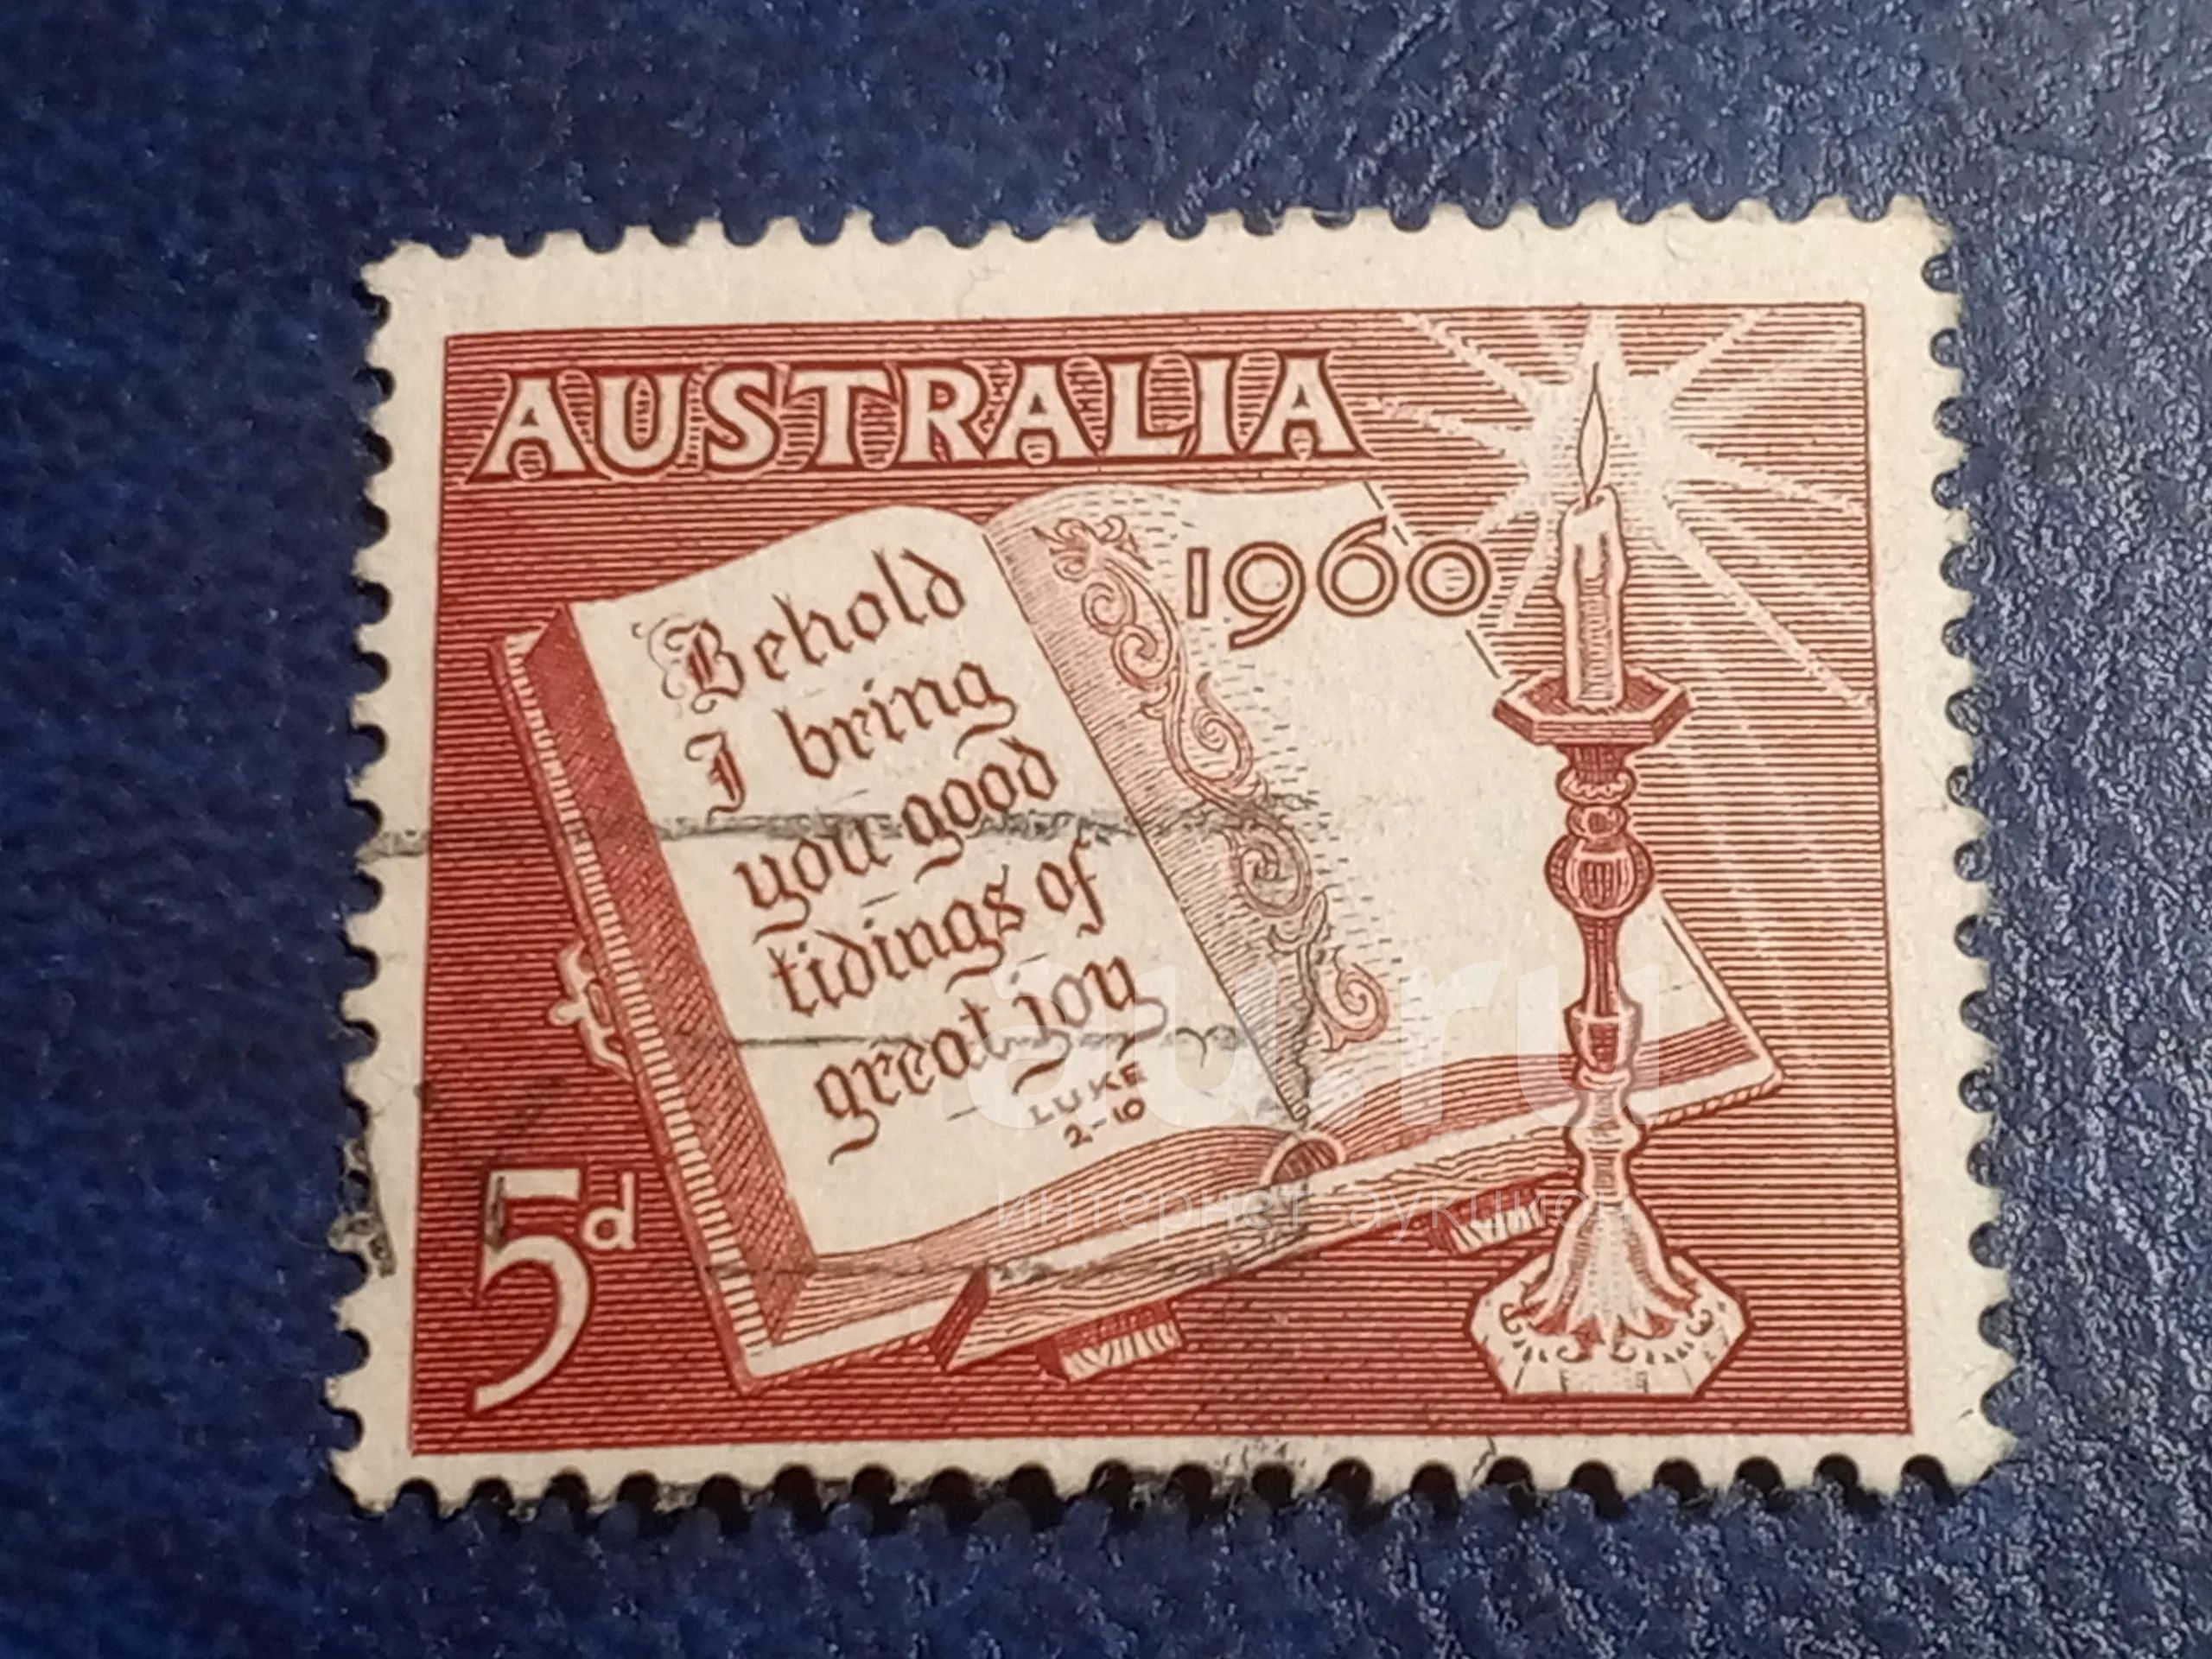 AUSTRALIA
1960
Behold
I bring
you good
tidings of
great joy
LUKE
2-10
5d
au.ru
интернет аукцион